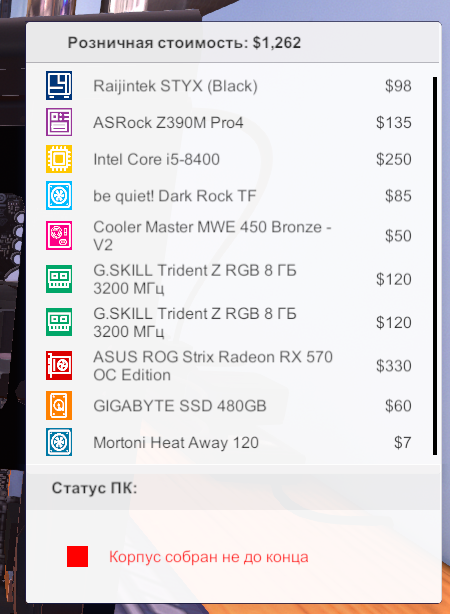 Розничная стоимость: $1,262
Raijintek STYX (Black) $98
ASRock Z390M Pro4 $135
Intel Core i5-8400 $250
be quiet! Dark Rock TF $85
Cooler Master MWE 450 Bronze -
V2 $50
G.SKILL Trident Z RGB 8 ГБ
3200 МГц $120
G.SKILL Trident Z RGB 8 ГБ
3200 МГц $120
ASUS ROG Strix Radeon RX 570
OC Edition $330
GIGABYTE SSD 480GB $60
Mortoni Heat Away 120 $7
Статус ПК:
Корпус собран не до конца